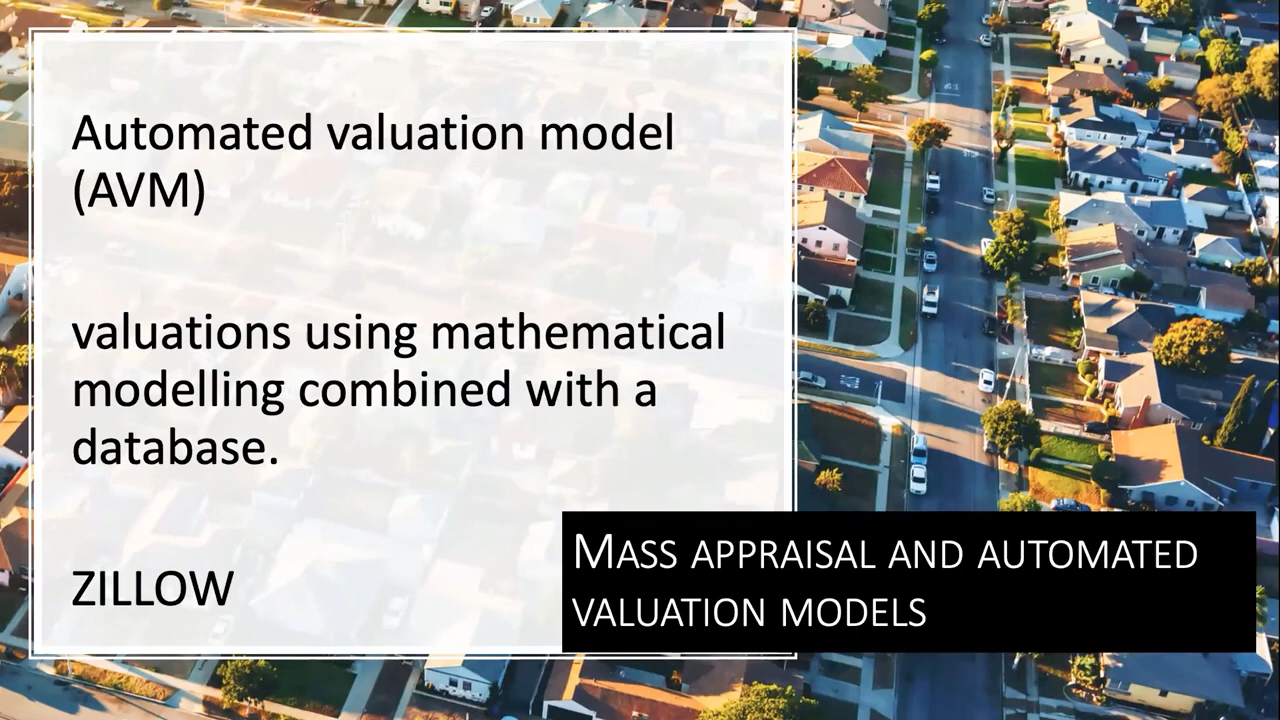 Automated valuation model
(AVM)
valuations using mathematical
modelling combined with a
database.
ZILLOW
MASS APPRAISAL AND AUTOMATED
VALUATION MODELS